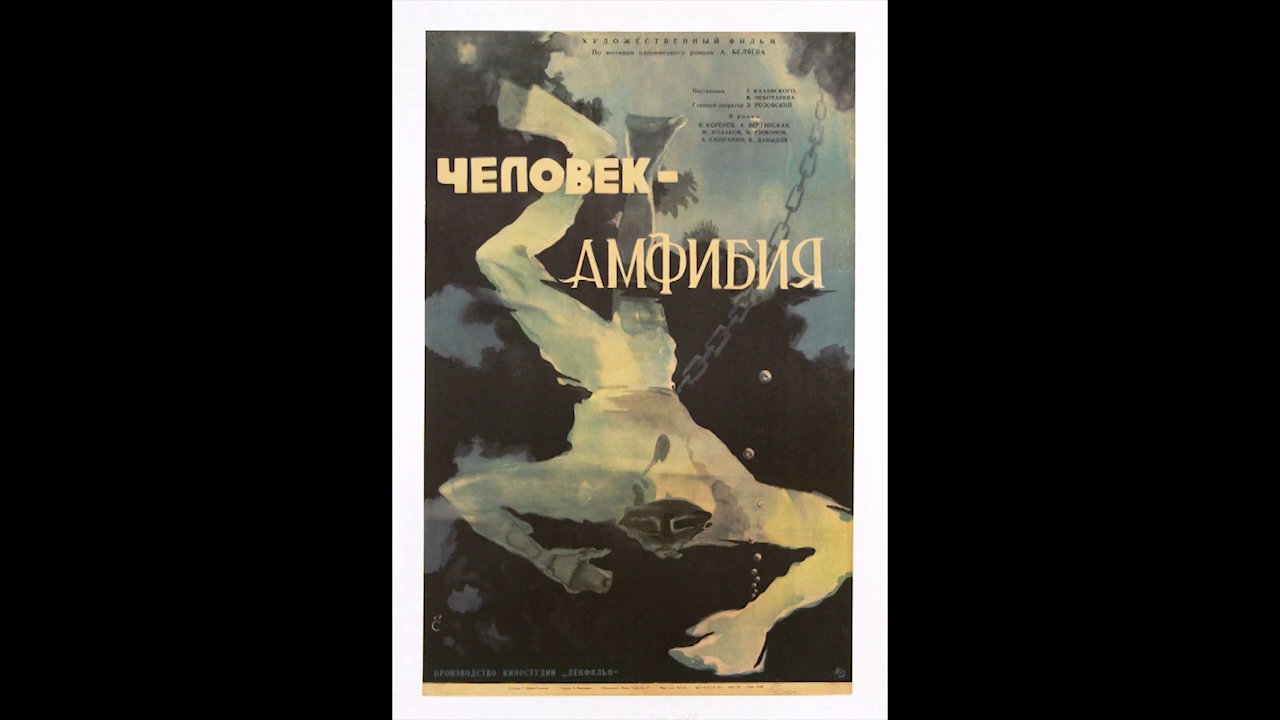 ХУДОЖЕСТВЕННЫЙ ФИЛЬМ
По мотивам одноименного романа А. БЕЛЯЕВА
Постановка Г. КАЗАНСКОГО,
В. ЧЕБОТАРЕВА
Главный оператор Э. РОЗОВСКИЙ
В ролях:
В. КОРЕНЕВ, А. ВЕРТИНСКАЯ,
М. КОЗАКОВ, Н. СИМОНОВ,
А. СМИРАНИН, В. ДАВЫДОВ
ЧЕЛОВЕК-
АМФИБИЯ
ПРОИЗВОДСТВО КИНОСТУДИИ „ЛЕНФИЛЬМ“